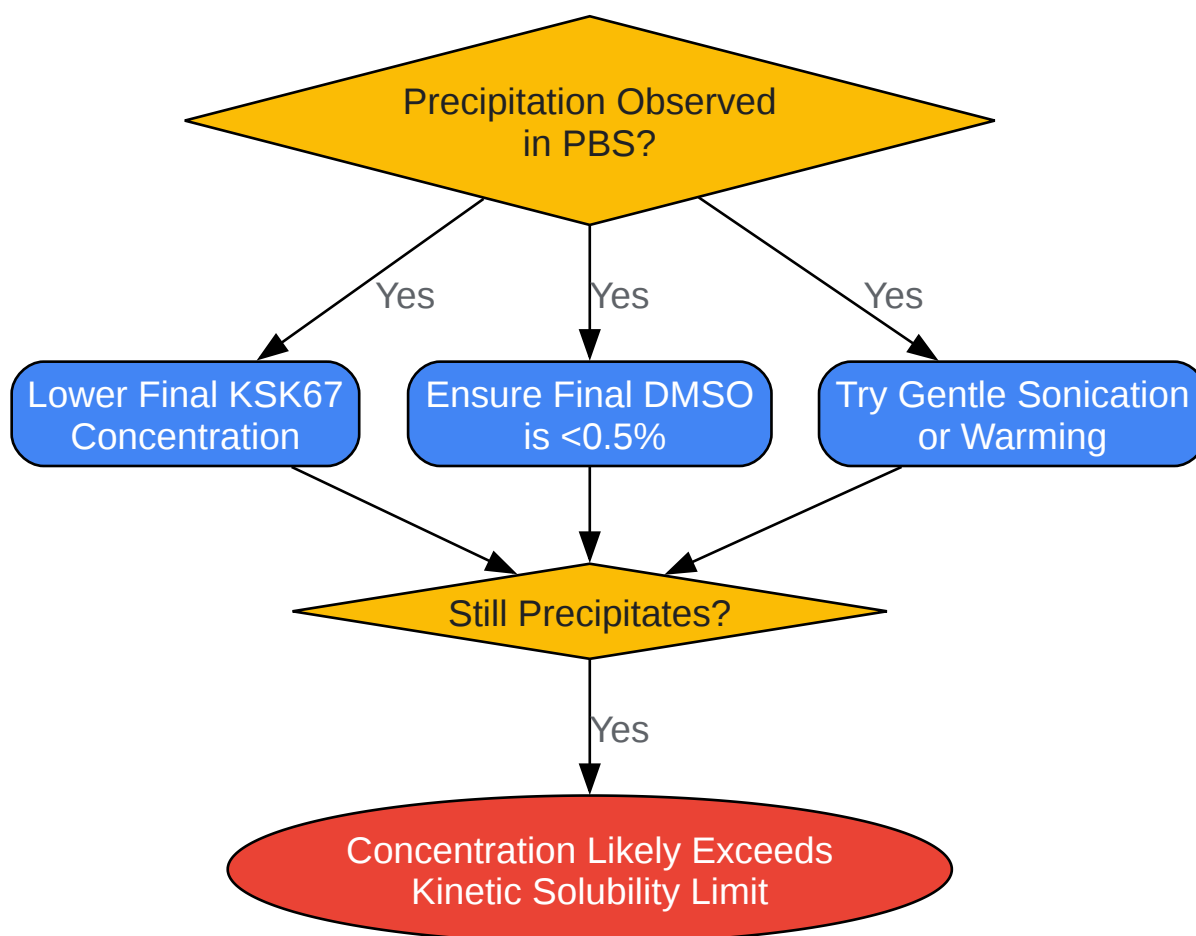 Precipitation Observed
in PBS?
Yes
Yes
Yes
Lower Final KSK67
Concentration
Ensure Final DMSO
is <0.5%
Try Gentle Sonication
or Warming
Still Precipitates?
Yes
Concentration Likely Exceeds
Kinetic Solubility Limit